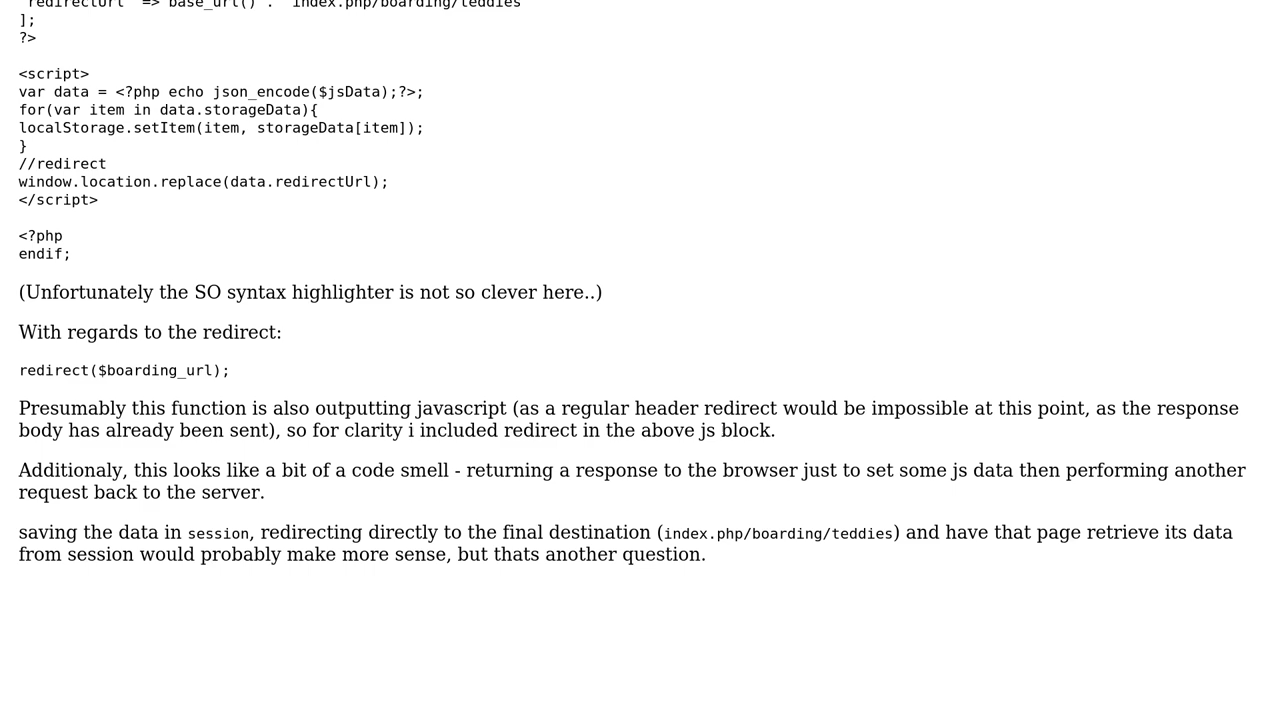 'redirectUrl' => base_url() . 'index.php/boarding/teddies'
];
?>
<script>
var data = <?php echo json_encode($jsData);?>;
for(var item in data.storageData){
localStorage.setItem(item, storageData[item]);
}
//redirect
window.location.replace(data.redirectUrl);
</script>
<?php
endif;
(Unfortunately the SO syntax highlighter is not so clever here..)
With regards to the redirect:
redirect($boarding_url);
Presumably this function is also outputting javascript (as a regular header redirect would be impossible at this point, as the response
body has already been sent), so for clarity i included redirect in the above js block.
Additionaly, this looks like a bit of a code smell - returning a response to the browser just to set some js data then performing another
request back to the server.
saving the data in session, redirecting directly to the final destination (index.php/boarding/teddies) and have that page retrieve its data
from session would probably make more sense, but thats another question.